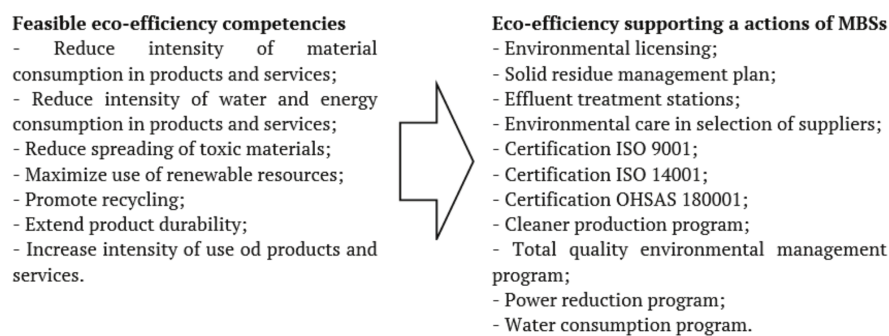 Feasible eco-efficiency competencies
- Reduce intensity of material
consumption in products and services;
- Reduce intensity of water and energy
consumption in products and services;
- Reduce spreading of toxic materials;
- Maximize use of renewable resources;
- Promote recycling;
- Extend product durability;
- Increase intensity of use od products and
services.
Eco-efficiency supporting a actions of MBSs
- Environmental licensing;
- Solid residue management plan;
- Effluent treatment stations;
- Environmental care in selection of suppliers;
- Certification ISO 9001;
- Certification ISO 14001;
- Certification OHSAS 180001;
- Cleaner production program;
- Total quality environmental management
program;
- Power reduction program;
- Water consumption program.